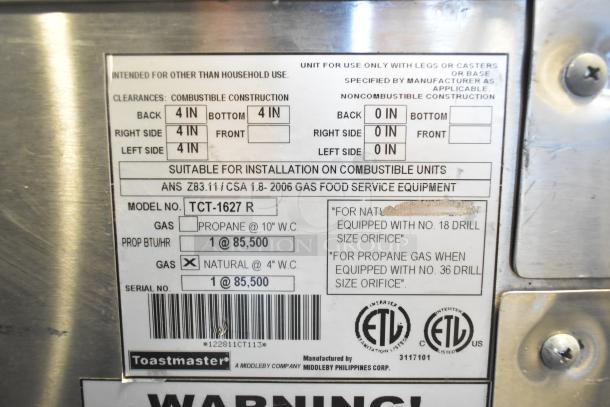 INTENDED FOR OTHER THAN HOUSEHOLD USE.
UNIT FOR USE ONLY WITH LEGS OR CASTERS
OR BASE
SPECIFIED BY MANUFACTURER AS
APPLICABLE.
CLEARANCES: COMBUSTIBLE CONSTRUCTION
NONCOMBUSTIBLE CONSTRUCTION
BACK 4 IN BOTTOM 4 IN
BACK 0 IN BOTTOM
RIGHT SIDE 4 IN FRONT
RIGHT SIDE 0 IN FRONT
LEFT SIDE 4 IN
LEFT SIDE 0 IN
SUITABLE FOR INSTALLATION ON COMBUSTIBLE UNITS
ANS Z83.11 / CSA 1.8- 2006 GAS FOOD SERVICE EQUIPMENT
MODEL NO. TCT-1627 R
GAS PROPANE @ 10" W.C
PROP BTUHR 1 @ 85,500
GAS X NATURAL @ 4" W.C
SERIAL NO. 1 @ 85,500
"FOR
EQUIPPED WITH NO. 18 DRILL
SIZE ORIFICE".
"FOR PROPANE GAS WHEN
EQUIPPED WITH NO. 36 DRILL
SIZE ORIFICE".
*122811CT113*
INTERTEK
ETL
SANITATION LISTED
INTERTEK
C ETL US
LISTED
3117101
Toastmaster®
A MIDDLEBY COMPANY
Manufactured by
MIDDLEBY PHILIPPINES CORP.
WARNING!